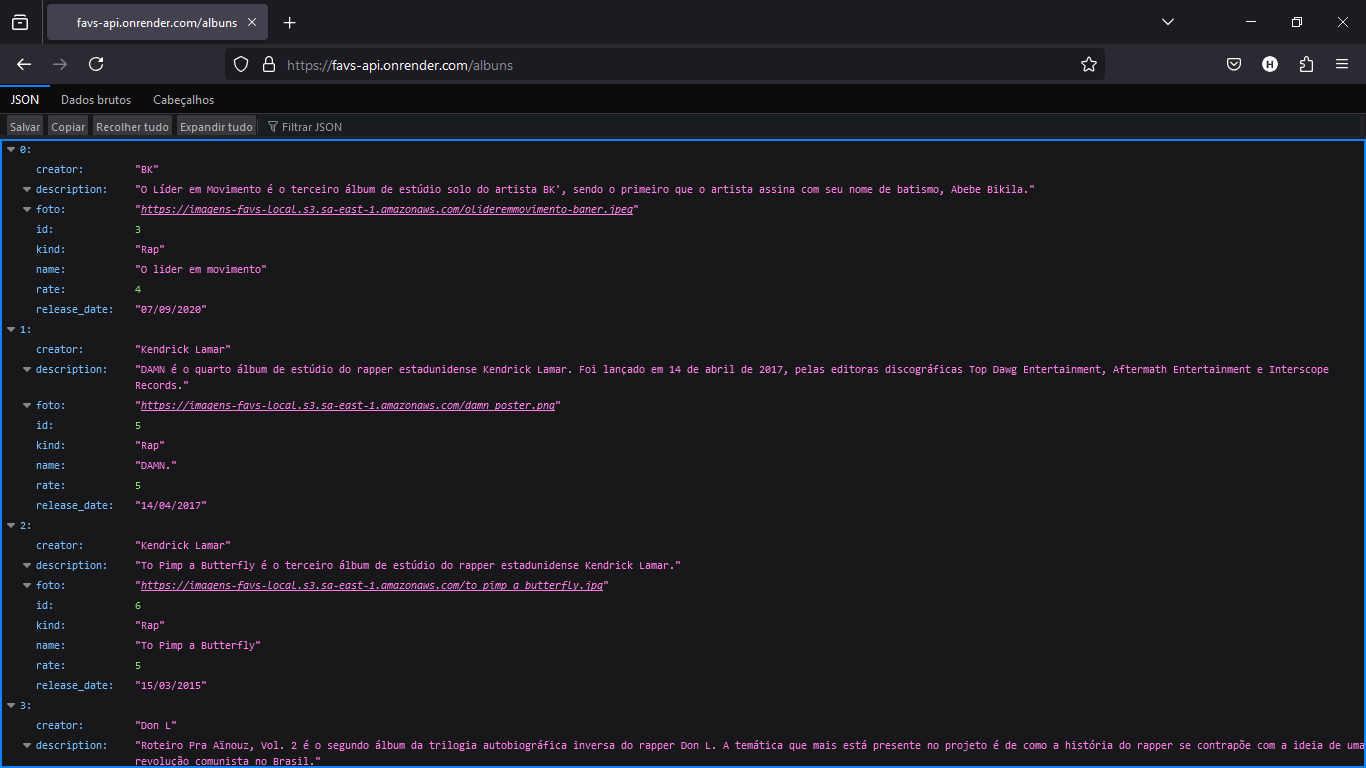 favs-api.onrender.com/albuns
https://favs-api.onrender.com/albuns
H
JSON Dados brutos Cabeçalhos
Salvar Copiar Recolher tudo Expandir tudo Filtrar JSON
0:
creator: "BK"
description: "O Líder em Movimento é o terceiro álbum de estúdio solo do artista BK', sendo o primeiro que o artista assina com seu nome de batismo, Abebe Bikila."
foto: "https://imagens-favs-local.s3.sa-east-1.amazonaws.com/olideremmovimento-baner.jpeg"
id: 3
kind: "Rap"
name: "O lider em movimento"
rate: 4
release_date: "07/09/2020"
1:
creator: "Kendrick Lamar"
description: "DAMN é o quarto álbum de estúdio do rapper estadunidense Kendrick Lamar. Foi lançado em 14 de abril de 2017, pelas editoras discográficas Top Dawg Entertainment, Aftermath Entertainment e Interscope
Records."
foto: "https://imagens-favs-local.s3.sa-east-1.amazonaws.com/damn_poster.png"
id: 5
kind: "Rap"
name: "DAMN."
rate: 5
release_date: "14/04/2017"
2:
creator: "Kendrick Lamar"
description: "To Pimp a Butterfly é o terceiro álbum de estúdio do rapper estadunidense Kendrick Lamar."
foto: "https://imagens-favs-local.s3.sa-east-1.amazonaws.com/to_pimp_a_butterfly.jpg"
id: 6
kind: "Rap"
name: "To Pimp a Butterfly"
rate: 5
release_date: "15/03/2015"
3:
creator: "Don L"
description: "Roteiro Pra Aïnouz, Vol. 2 é o segundo álbum da trilogia autobiográfica inversa do rapper Don L. A temática que mais está presente no projeto é de como a história do rapper se contrapõe com a ideia de uma
revolução comunista no Brasil."